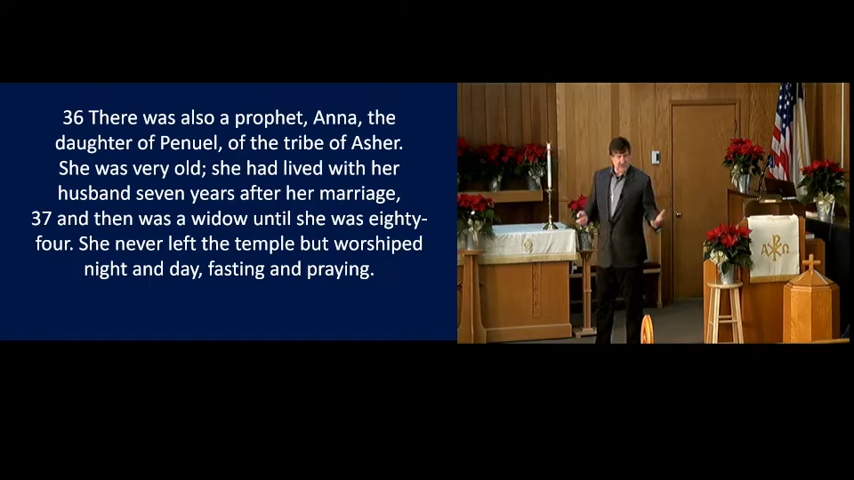 36 There was also a prophet, Anna, the
daughter of Penuel, of the tribe of Asher.
She was very old; she had lived with her
husband seven years after her marriage,
37 and then was a widow until she was eighty-
four. She never left the temple but worshiped
night and day, fasting and praying.
ΑΩ